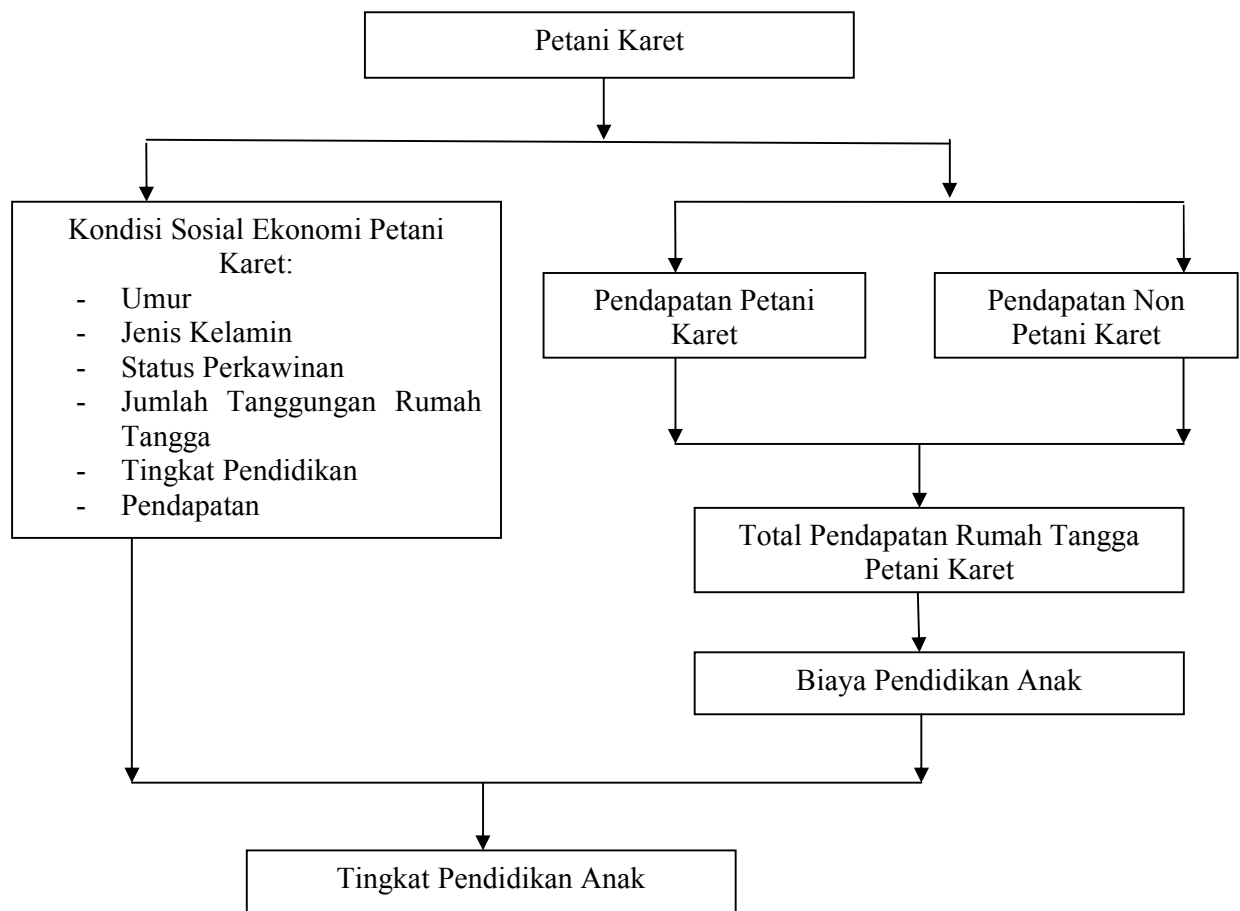 Petani Karet
Kondisi Sosial Ekonomi Petani
Karet:
- Umur
- Jenis Kelamin
- Status Perkawinan
- Jumlah Tanggungan Rumah
Tangga
- Tingkat Pendidikan
- Pendapatan
Pendapatan Petani
Karet
Pendapatan Non
Petani Karet
Total Pendapatan Rumah Tangga
Petani Karet
Biaya Pendidikan Anak
Tingkat Pendidikan Anak